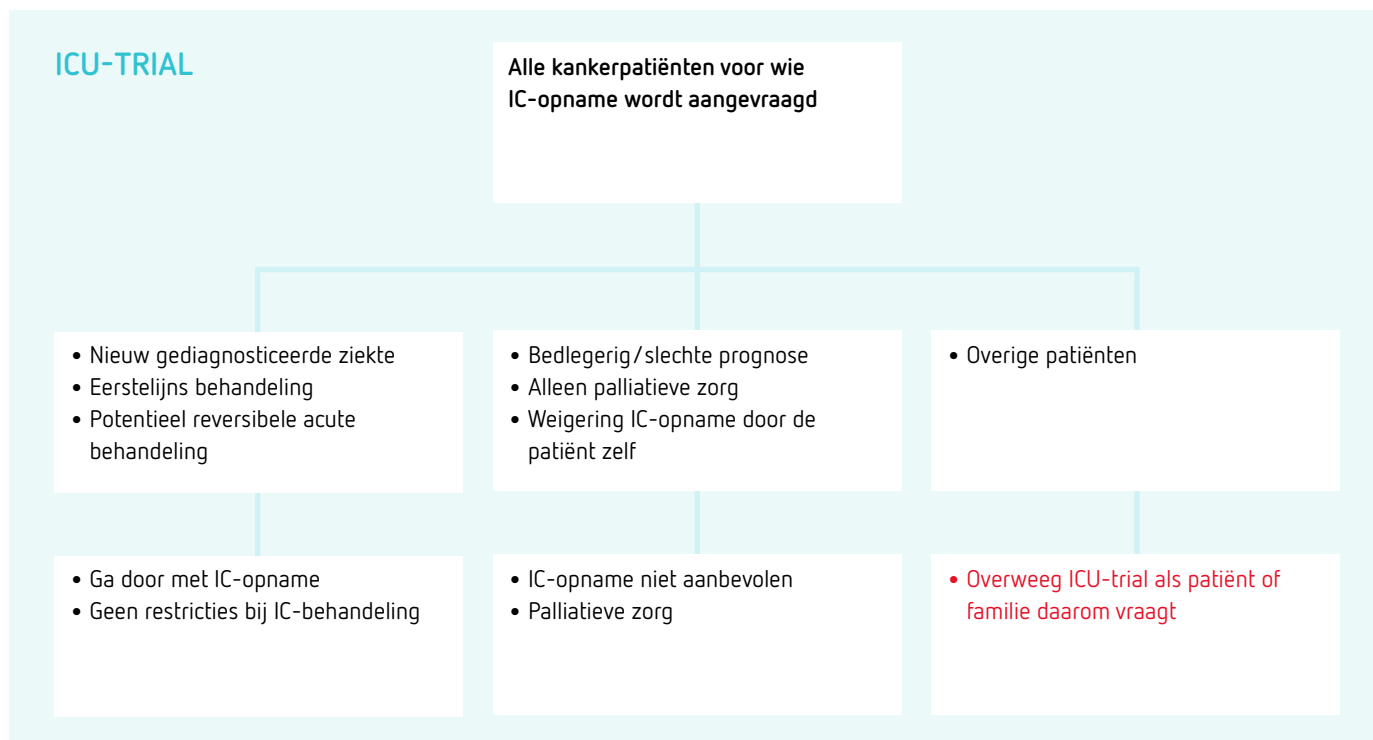 ICU-TRIAL
Alle kankerpatiënten voor wie
IC-opname wordt aangevraagd
• Nieuw gediagnosticeerde ziekte
• Eerstelijns behandeling
• Potentieel reversibele acute
behandeling
• Bedlegerig/slechte prognose
• Alleen palliatieve zorg
• Weigering IC-opname door de
patiënt zelf
• Overige patiënten
• Ga door met IC-opname
• Geen restricties bij IC-behandeling
• IC-opname niet aanbevolen
• Palliatieve zorg
• Overweeg ICU-trial als patiënt of
familie daarom vraagt